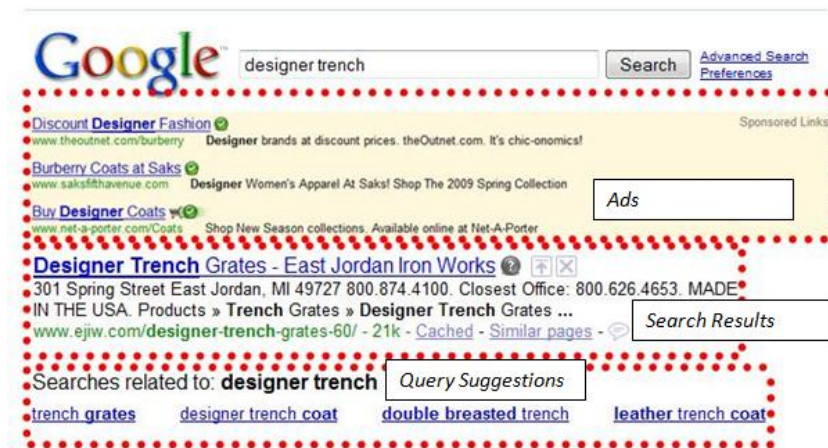 Google™ designer trench Search Advanced Search
Preferences
Discount Designer Fashion Sponsored Links
www.theoutnet.com/burberry Designer brands at discount prices. theOutnet.com. It's chic-onomics!
Burberry Coats at Saks
www.saksfifthavenue.com Designer Women's Apparel At Saks! Shop The 2009 Spring Collection
Ads
Buy Designer Coats
www.net-a-porter.com/Coats Shop New Season collections. Available online at Net-A-Porter
Designer Trench Grates - East Jordan Iron Works
301 Spring Street East Jordan, MI 49727 800.874.4100. Closest Office: 800.626.4653. MADE
IN THE USA. Products » Trench Grates » Designer Trench Grates ...
www.ejiw.com/designer-trench-grates-60/ - 21k - Cached - Similar pages -
Search Results
Searches related to: designer trench Query Suggestions
trench grates designer trench coat double breasted trench leather trench coat